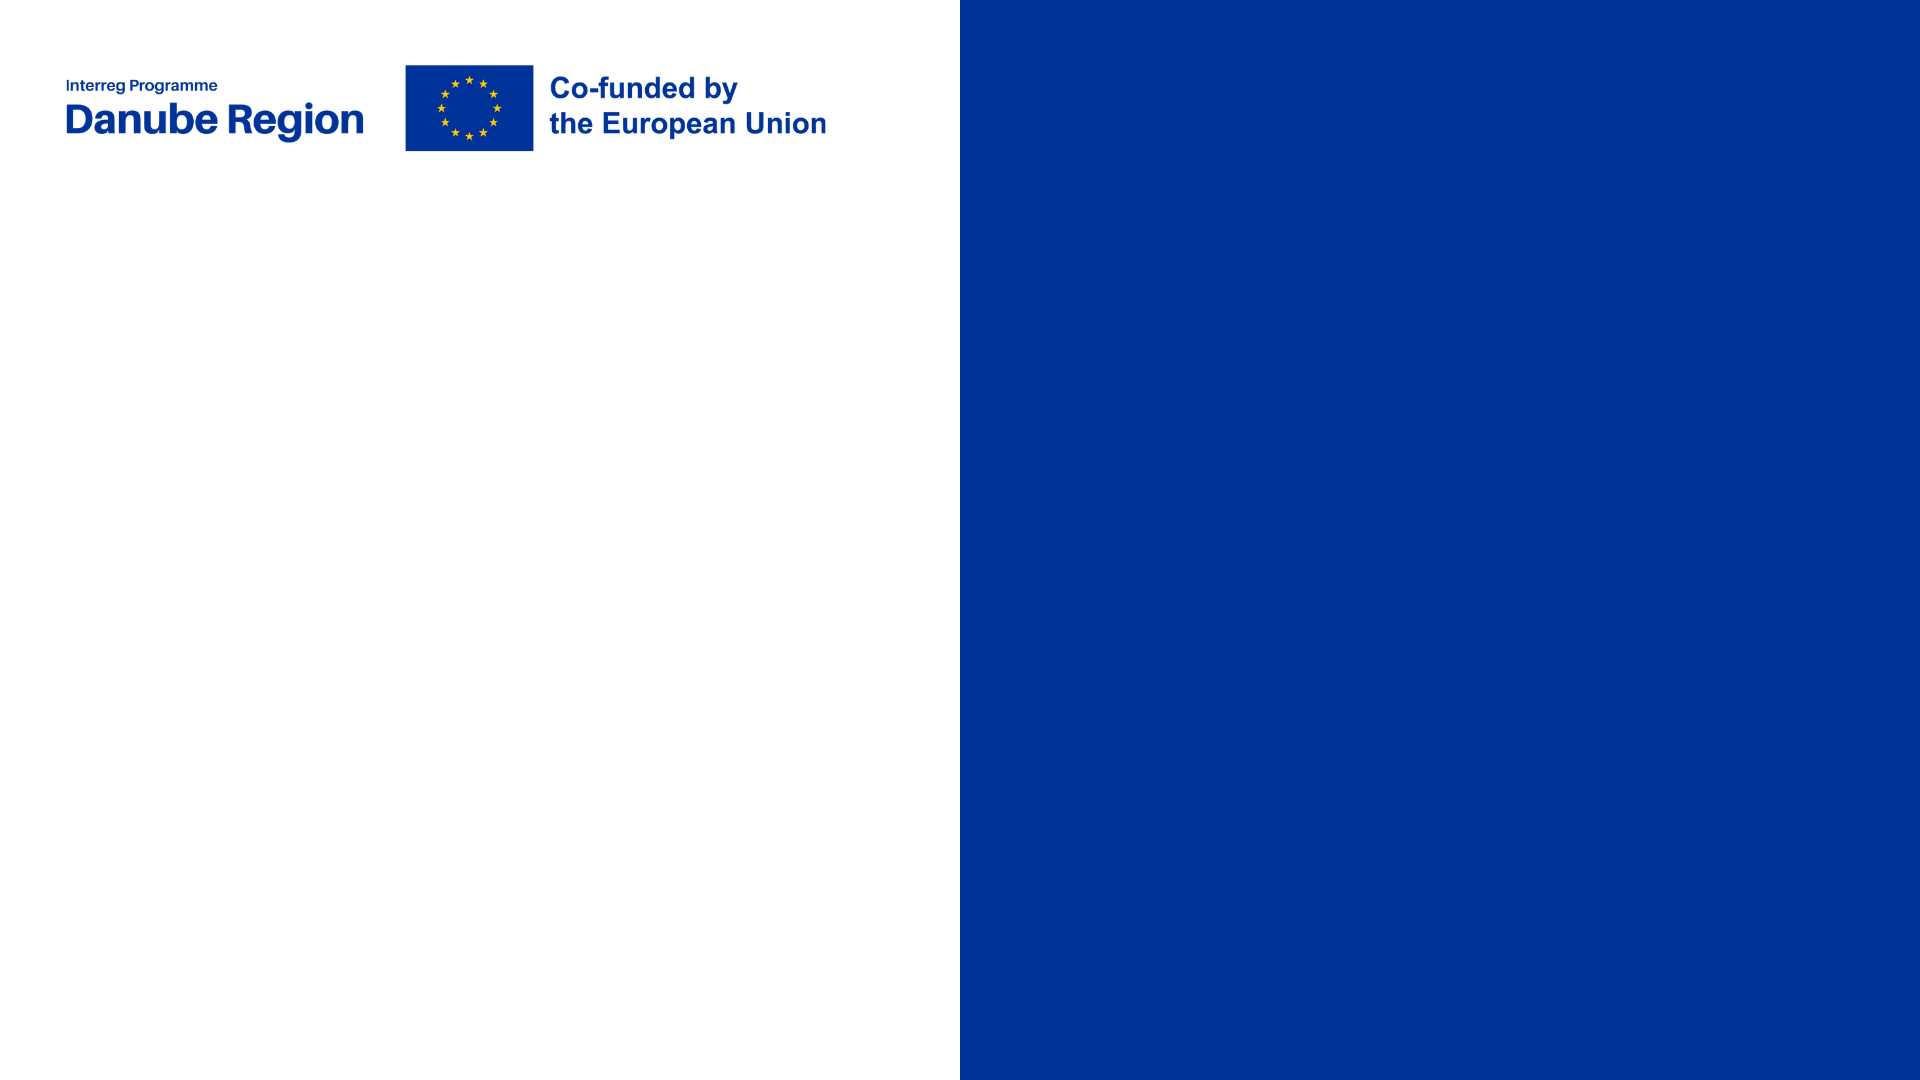 Interreg Programme
Danube Region
Co-funded by
the European Union